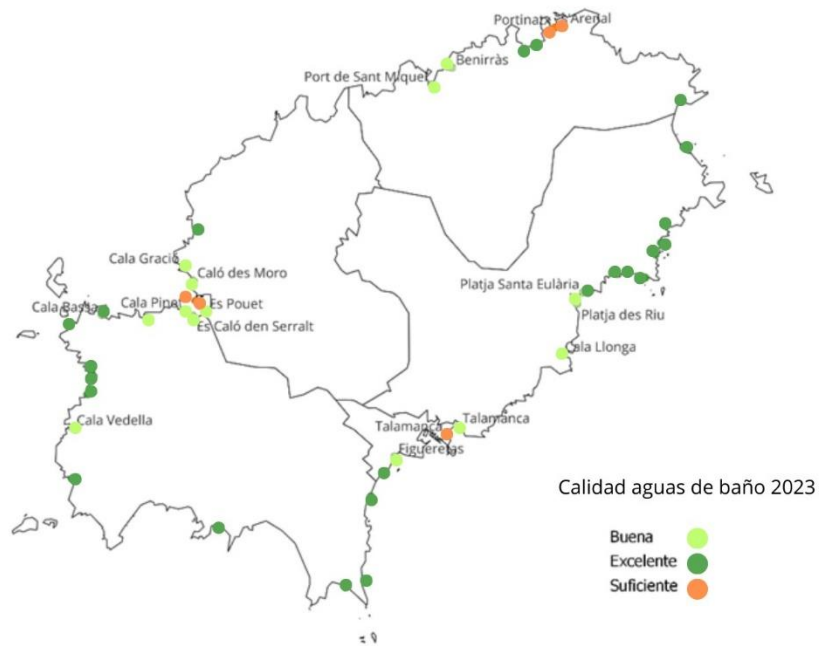 Portinatx
Arenal
Benirràs
Port de Sant Miquel
Cala Gració
Caló des Moro
Cala Pinet
Es Pouet
Cala Bassa
Es Caló den Serralt
Platja Santa Eulària
Platja des Riu
Cala Llonga
Cala Vedella
Talamanca
Talamanca
Figueretas
Calidad aguas de baño 2023
Buena
Excelente
Suficiente